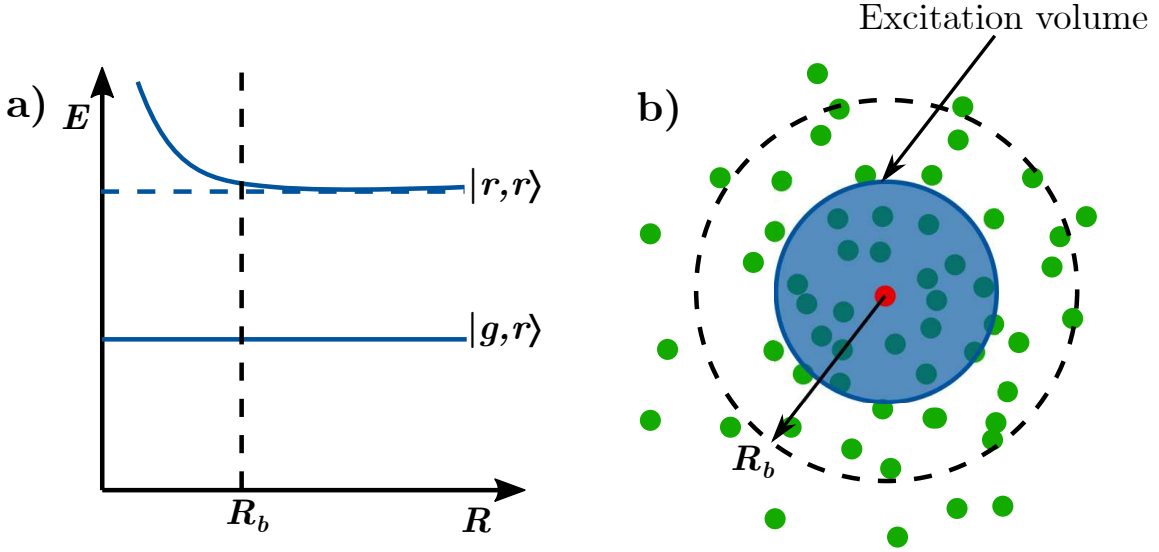 Excitation volume
a)
E
b)
|r,r⟩
|g,r⟩
R_b
R
R_b